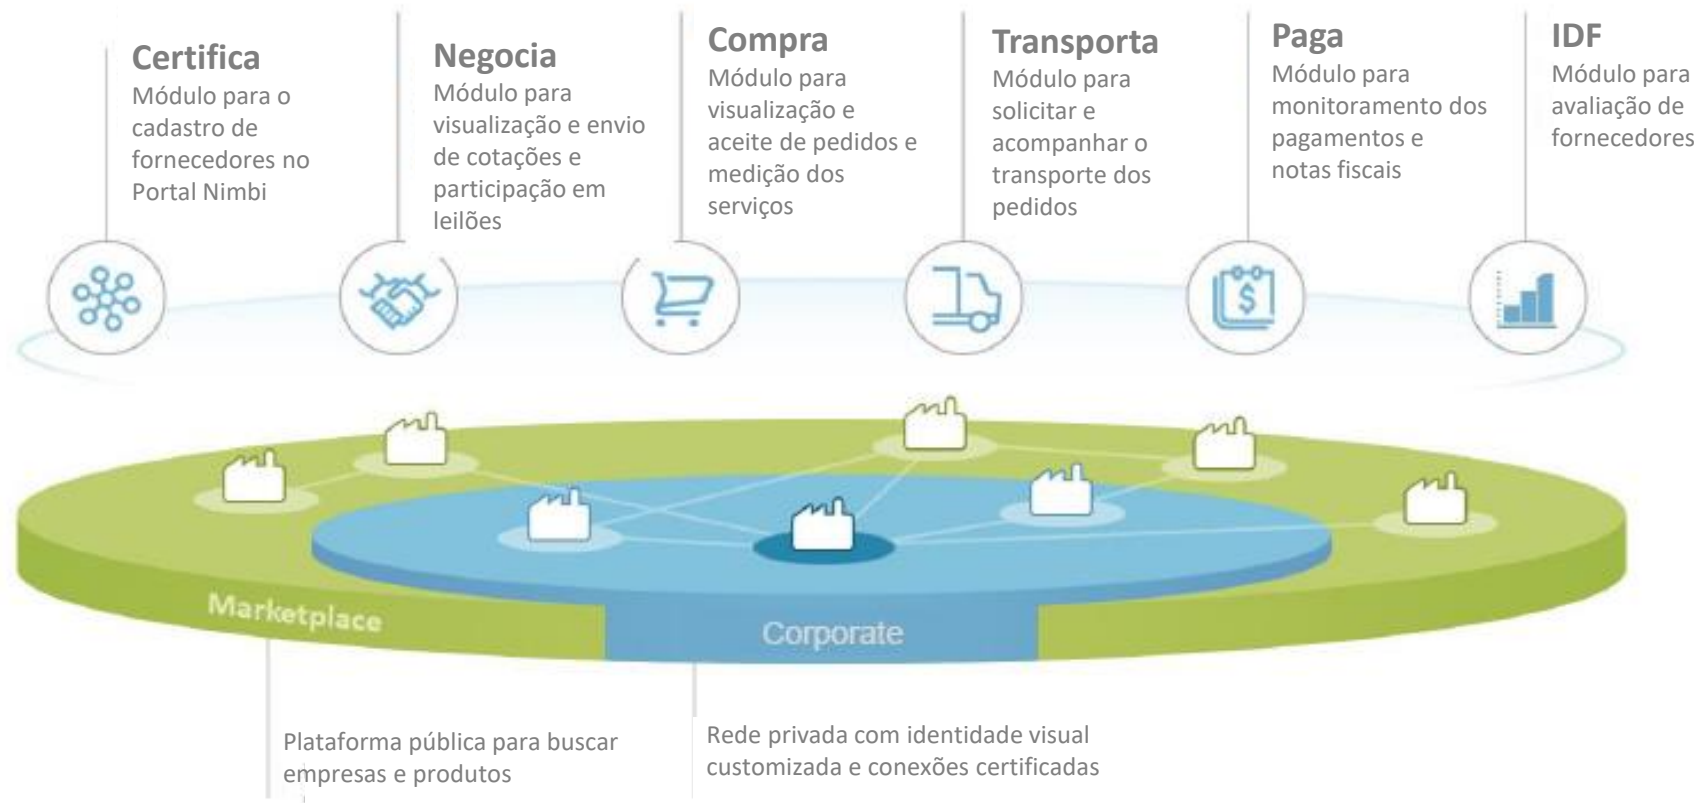 Certifica
Módulo para o
cadastro de
fornecedores no
Portal Nimbi
Negocia
Módulo para
visualização e envio
de cotações e
participação em
leilões
Compra
Módulo para
visualização e
aceite de pedidos e
medição dos
serviços
Transporta
Módulo para
solicitar e
acompanhar o
transporte dos
pedidos
Paga
Módulo para
monitoramento dos
pagamentos e
notas fiscais
IDF
Módulo para
avaliação de
fornecedores
$
Marketplace
Corporate
Plataforma pública para buscar
empresas e produtos
Rede privada com identidade visual
customizada e conexões certificadas